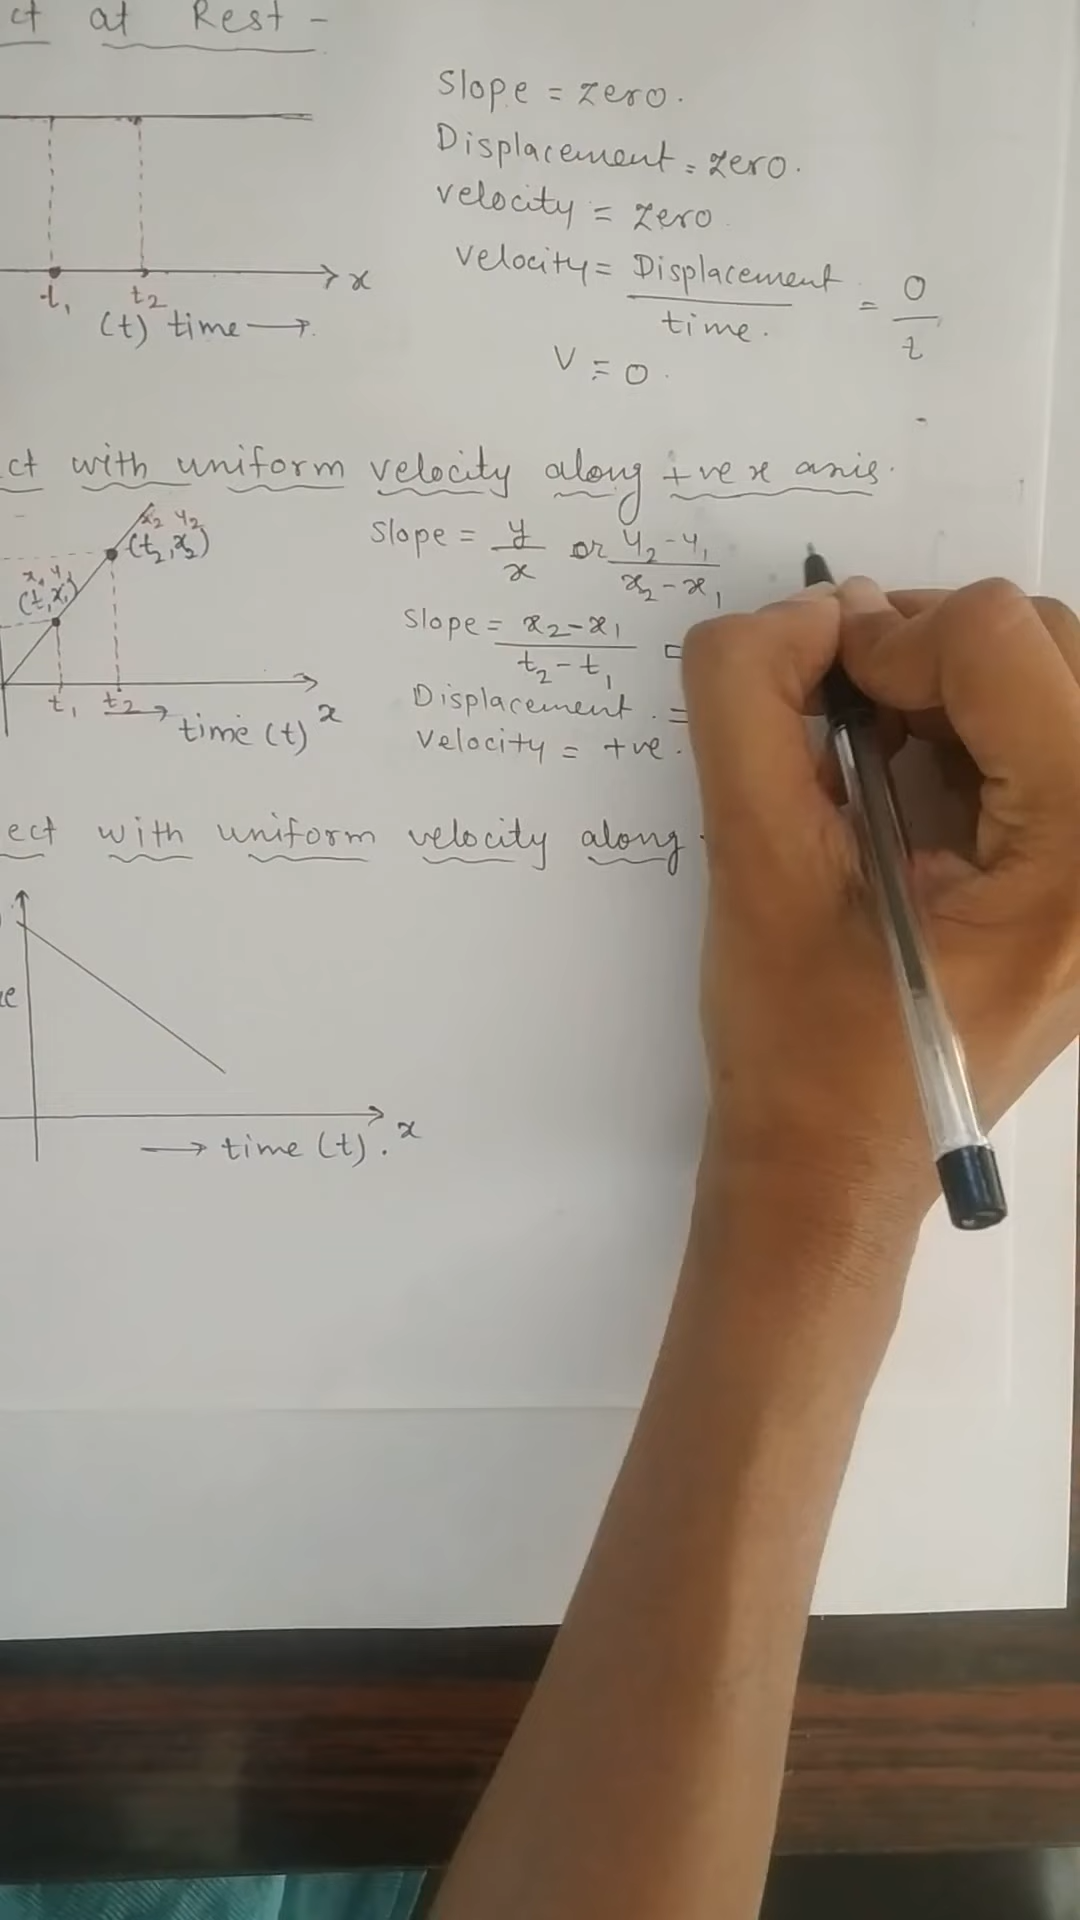 ct at Rest -
Slope = zero.
Displacement = zero.
velocity = zero.
velocity = Displacement / time. = 0 / t
V = 0.
x
t1 t2
(t) time →
ct with uniform velocity along +ve x axis.
x2 y2
(t2, x2)
x1 y1
(t1, x1)
Slope = y / x or y2 - y1 / x2 - x1
Slope = x2 - x1 / t2 - t1 =
Displacement. =
Velocity = +ve.
t1 t2 → time (t) x
ect with uniform velocity along
→ time (t). x